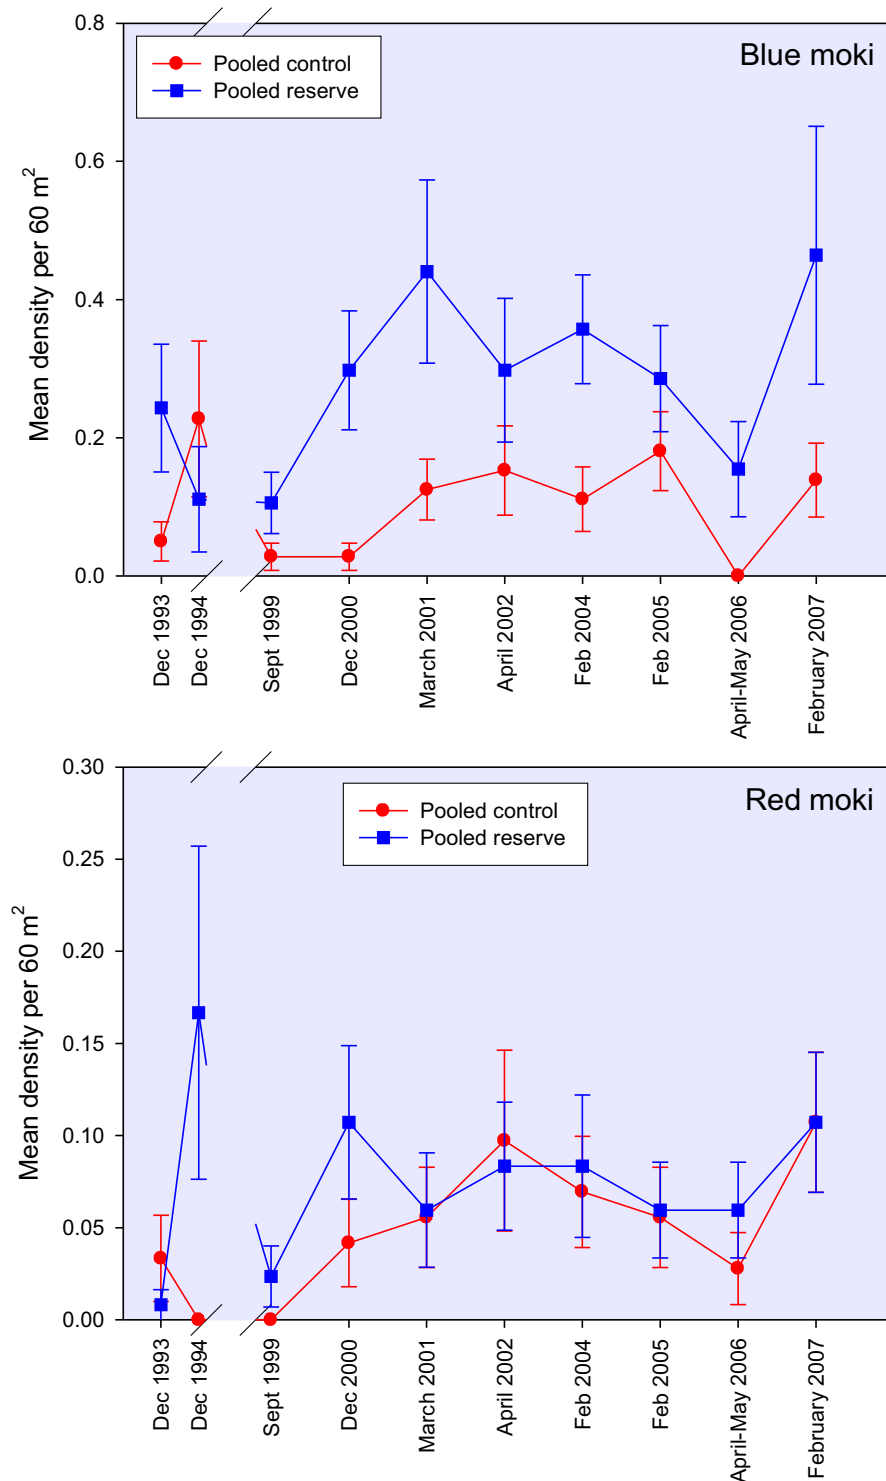 Blue moki
Pooled control
Pooled reserve
Mean density per 60 m²
0.8
0.6
0.4
0.2
0.0
Dec 1993
Dec 1994
Sept 1999
Dec 2000
March 2001
April 2002
Feb 2004
Feb 2005
April-May 2006
February 2007
Red moki
Pooled control
Pooled reserve
Mean density per 60 m²
0.30
0.25
0.20
0.15
0.10
0.05
0.00
Dec 1993
Dec 1994
Sept 1999
Dec 2000
March 2001
April 2002
Feb 2004
Feb 2005
April-May 2006
February 2007